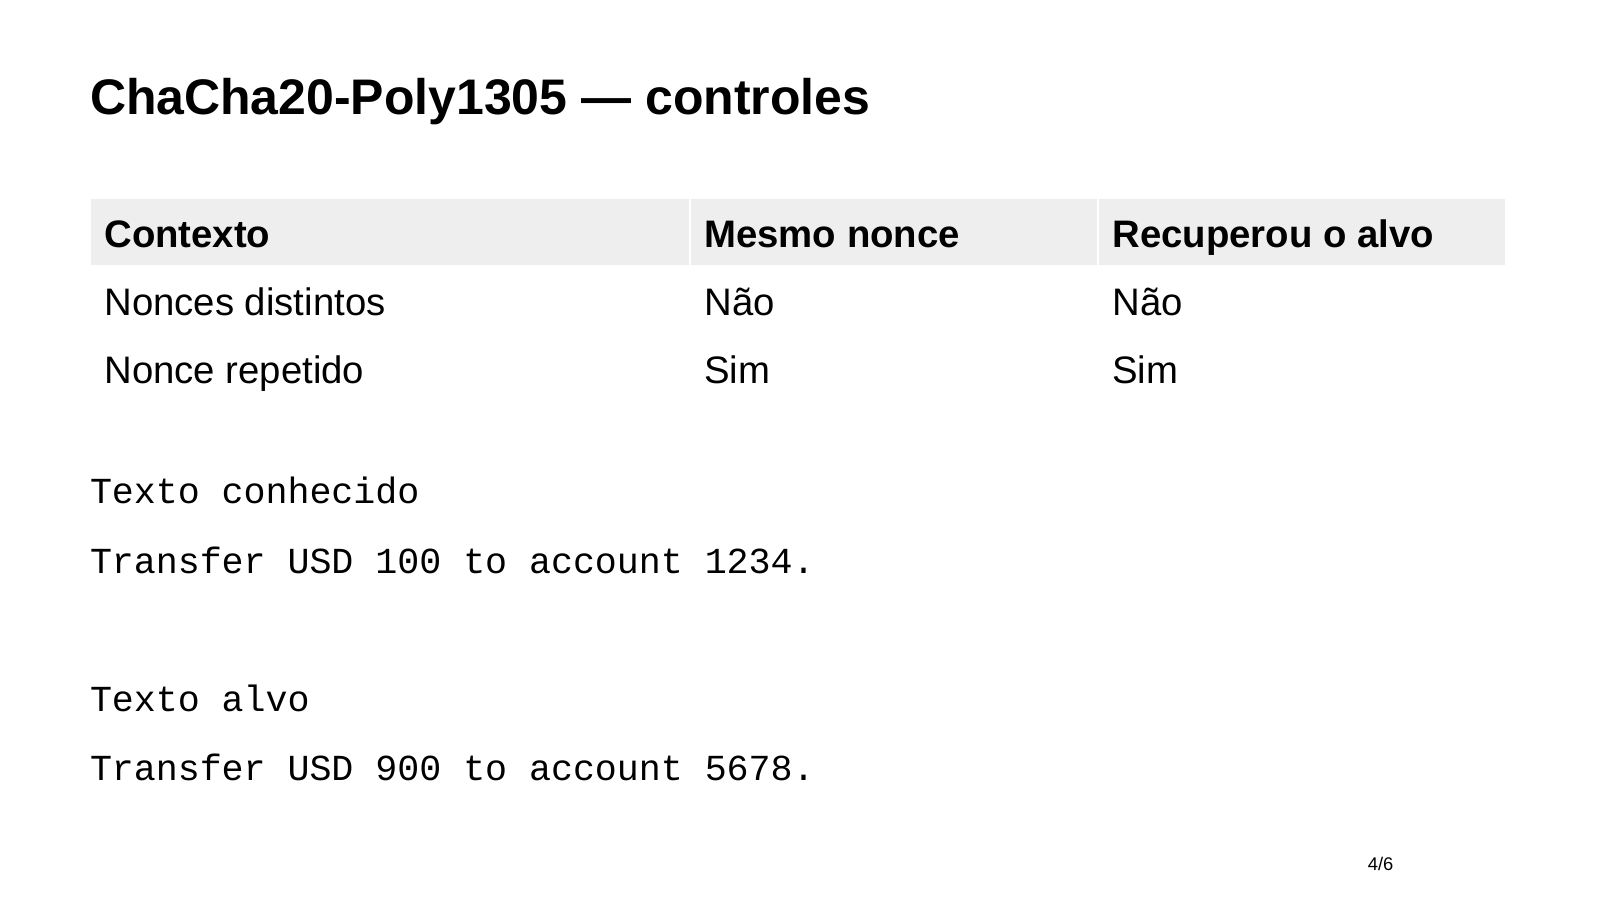 ChaCha20-Poly1305 — controles
Contexto Mesmo nonce Recuperou o alvo
Nonces distintos Não Não
Nonce repetido Sim Sim
Texto conhecido
Transfer USD 100 to account 1234.
Texto alvo
Transfer USD 900 to account 5678.
4/6